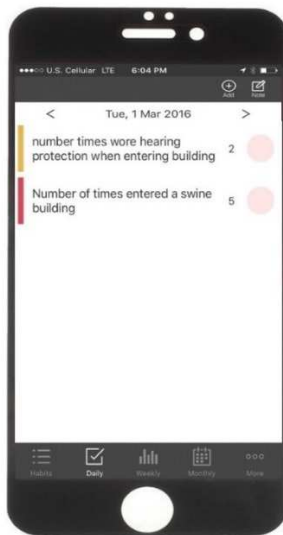 U.S. Cellular LTE 6:04 PM
Add Note
< Tue, 1 Mar 2016 >
number times wore hearing
protection when entering building 2
Number of times entered a swine
building 5
Habits Daily Weekly Monthly More